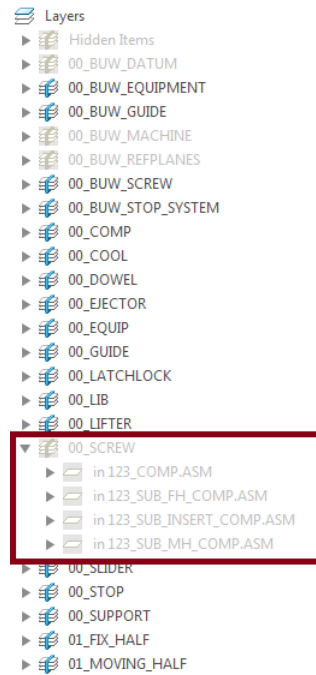 Layers
Hidden Items
00_BUW_DATUM
00_BUW_EQUIPMENT
00_BUW_GUIDE
00_BUW_MACHINE
00_BUW_REFPLANES
00_BUW_SCREW
00_BUW_STOP_SYSTEM
00_COMP
00_COOL
00_DOWEL
00_EJECTOR
00_EQUIP
00_GUIDE
00_LATCHLOCK
00_LIB
00_LIFTER
00_SCREW
in 123_COMP.ASM
in 123_SUB_FH_COMP.ASM
in 123_SUB_INSERT_COMP.ASM
in 123_SUB_MH_COMP.ASM
00_SLIDER
00_STOP
00_SUPPORT
01_FIX_HALF
01_MOVING_HALF